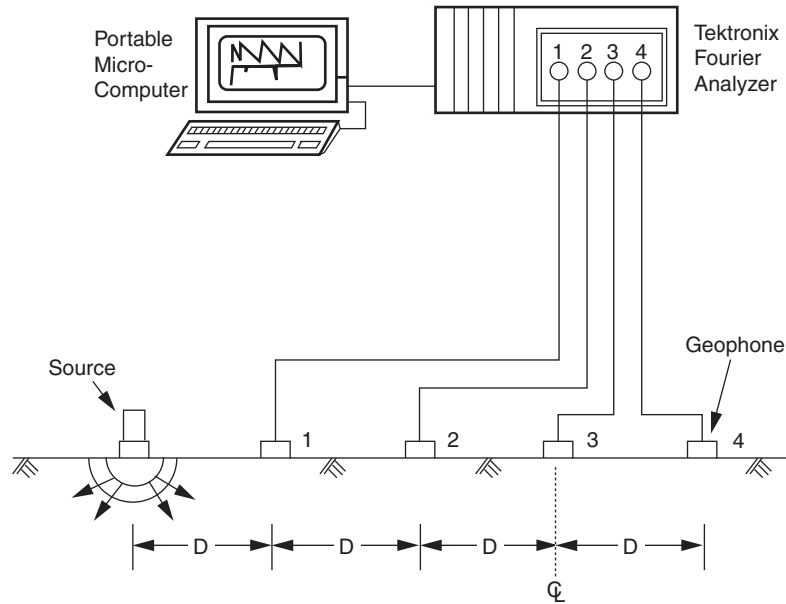 Portable
Micro-
Computer
Tektronix
Fourier
Analyzer
1 2 3 4
Source
Geophone
1 2 3 4
D D D D
℄